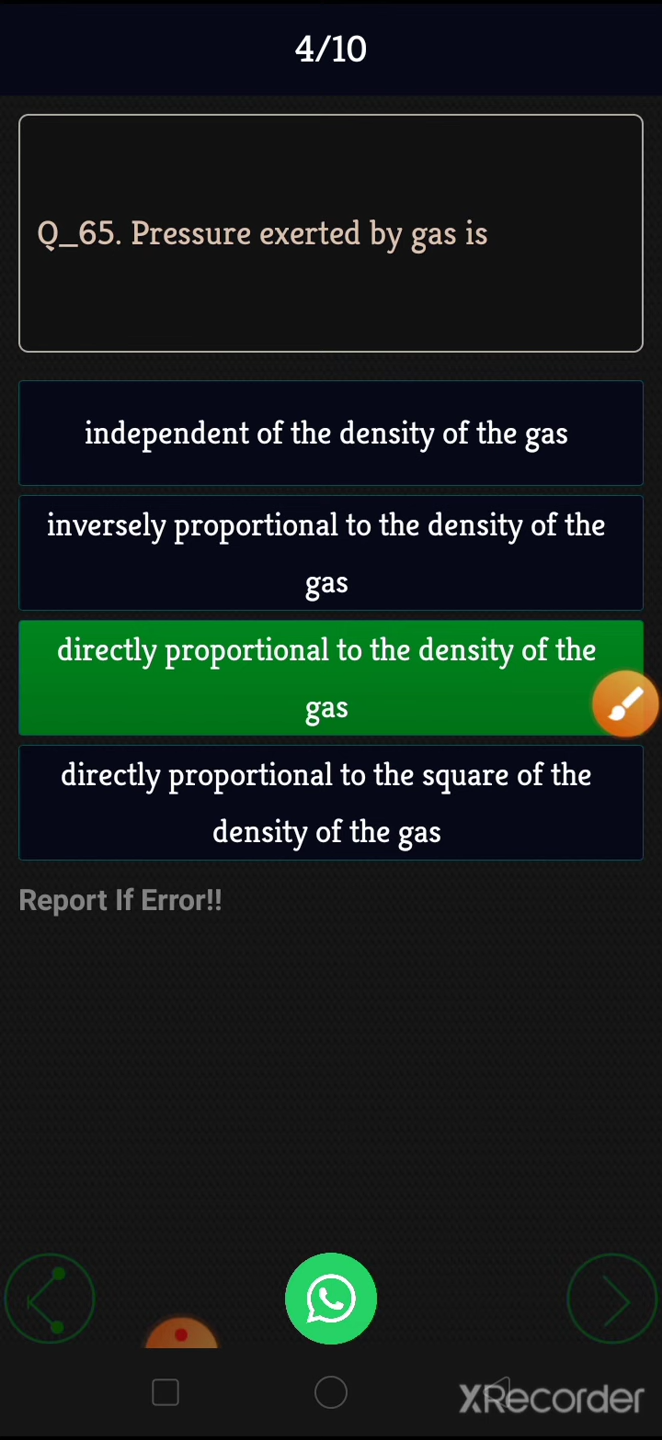 4/10
Q_65. Pressure exerted by gas is
independent of the density of the gas
inversely proportional to the density of the
gas
directly proportional to the density of the
gas
directly proportional to the square of the
density of the gas
Report If Error!!
XRecorder